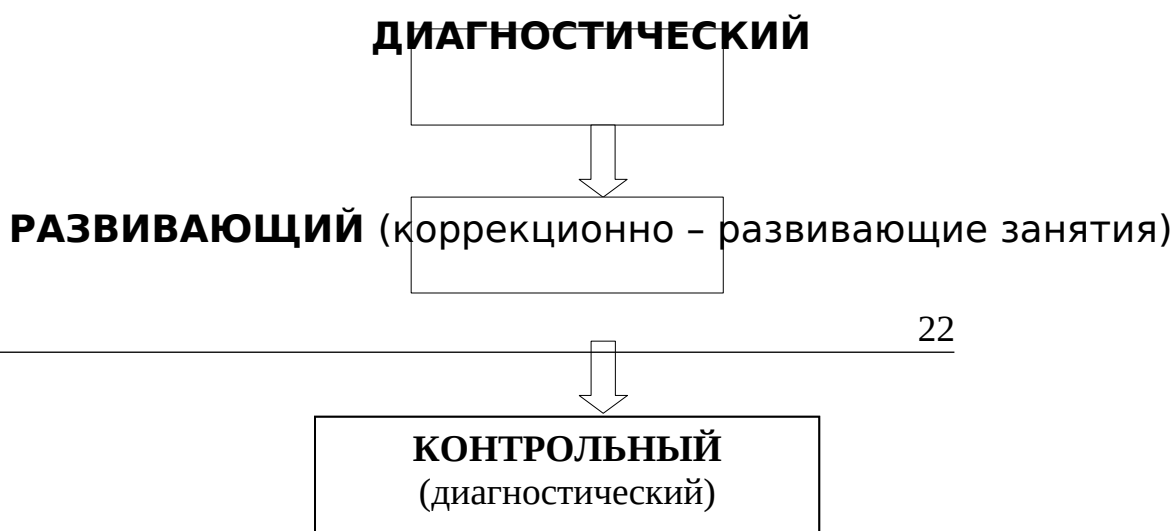 ДИАГНОСТИЧЕСКИЙ
РАЗВИВАЮЩИЙ (коррекционно – развивающие занятия)
22
КОНТРОЛЬНЫЙ
(диагностический)